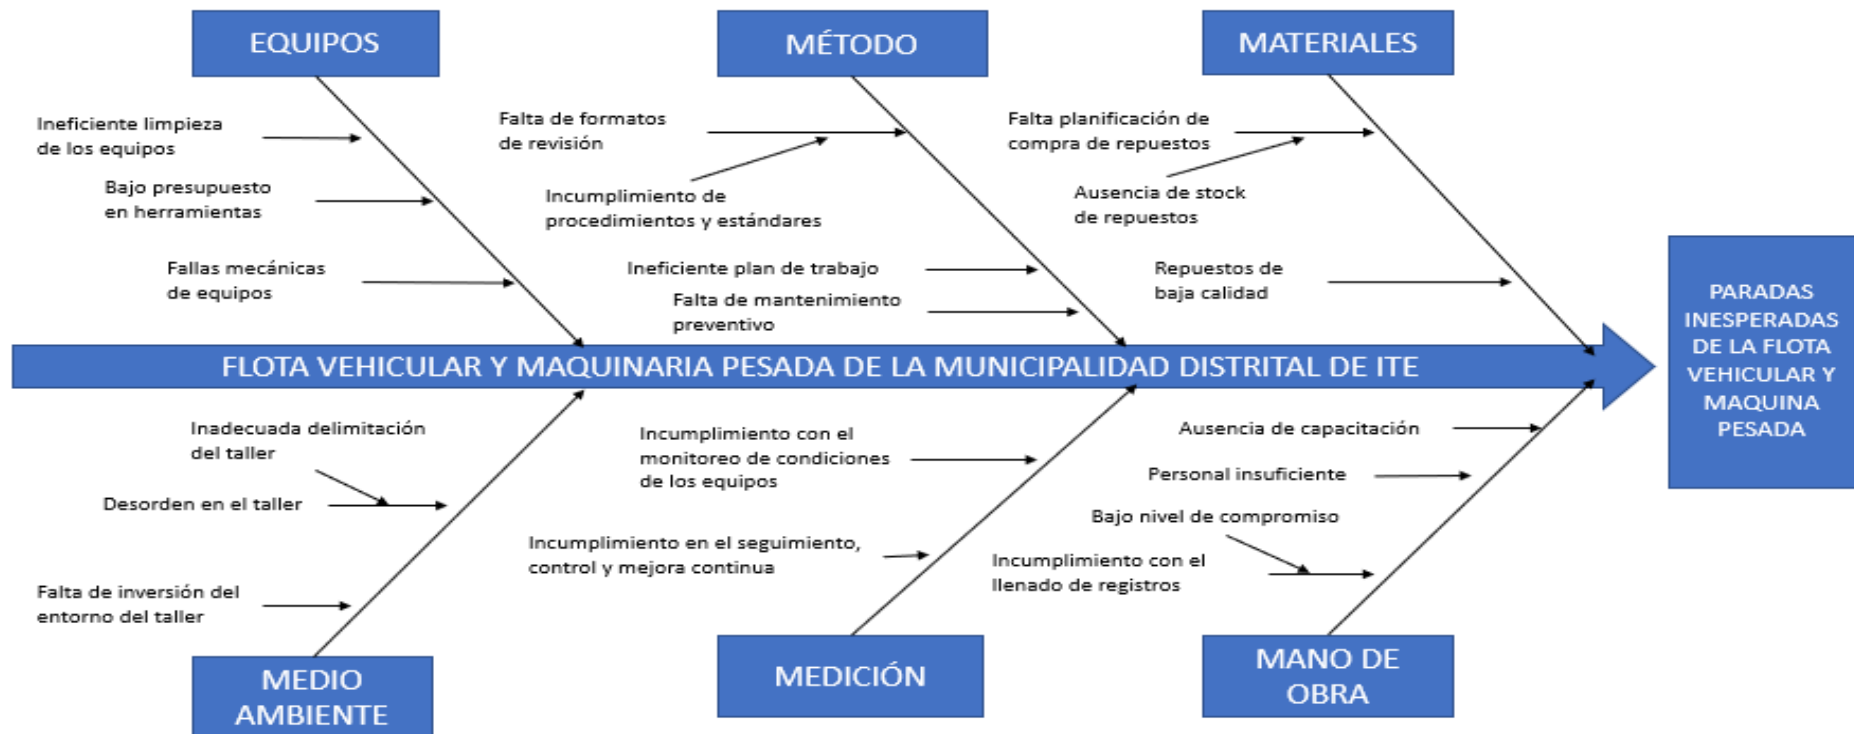 EQUIPOS
MÉTODO
MATERIALES
Ineficiente limpieza
de los equipos
Bajo presupuesto
en herramientas
Fallas mecánicas
de equipos
Falta de formatos
de revisión
Incumplimiento de
procedimientos y estándares
Ineficiente plan de trabajo
Falta de mantenimiento
preventivo
Falta planificación de
compra de repuestos
Ausencia de stock
de repuestos
Repuestos de
baja calidad
FLOTA VEHICULAR Y MAQUINARIA PESADA DE LA MUNICIPALIDAD DISTRITAL DE ITE
PARADAS
INESPERADAS
DE LA FLOTA
VEHICULAR Y
MAQUINA
PESADA
Inadecuada delimitación
del taller
Desorden en el taller
Falta de inversión del
entorno del taller
Incumplimiento con el
monitoreo de condiciones
de los equipos
Incumplimiento en el seguimiento,
control y mejora continua
Ausencia de capacitación
Personal insuficiente
Bajo nivel de compromiso
Incumplimiento con el
llenado de registros
MEDIO
AMBIENTE
MEDICIÓN
MANO DE
OBRA